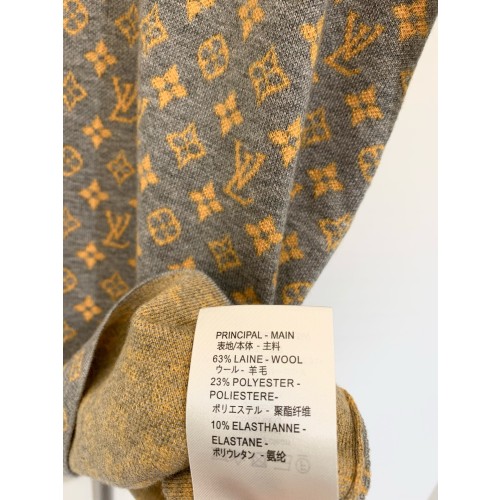 PRINCIPAL - MAIN
表地/本体 - 主料
63% LAINE - WOOL
ウール - 羊毛
23% POLYESTER -
POLIESTERE -
ポリエステル - 聚酯纤维
10% ELASTHANNE -
ELASTANE -
ポリウレタン - 氨纶